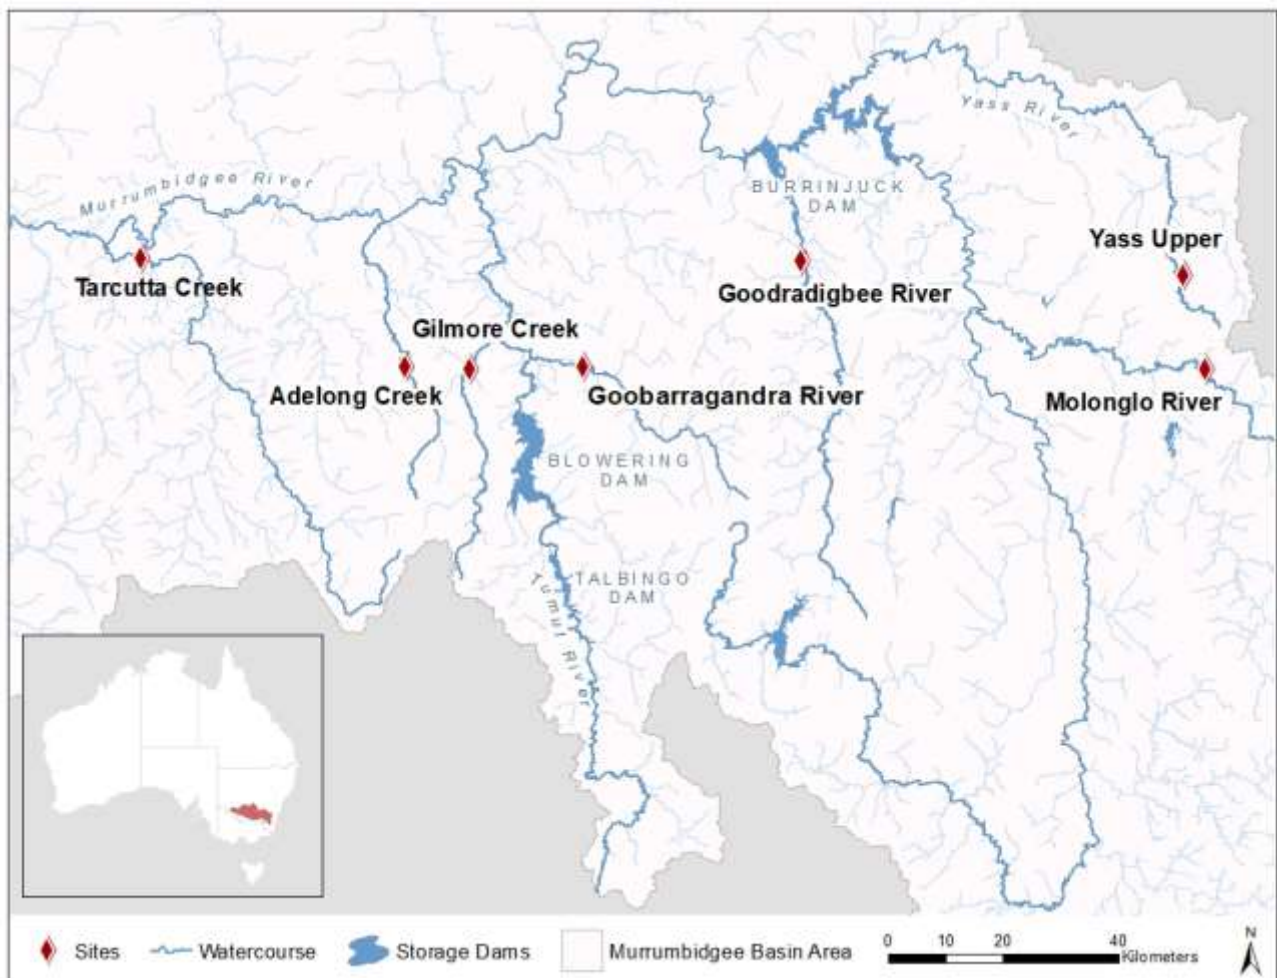 Murrumbidgee River
Yass River
BURRINJUCK
DAM
Yass Upper
Tarcutta Creek
Goodradigbee River
Gilmore Creek
Adelong Creek
Goobarragandra River
Molonglo River
BLOWERING
DAM
TALBINGO
DAM
Tumut River
Sites
Watercourse
Storage Dams
Murrumbidgee Basin Area
0 10 20 40
Kilometers
N